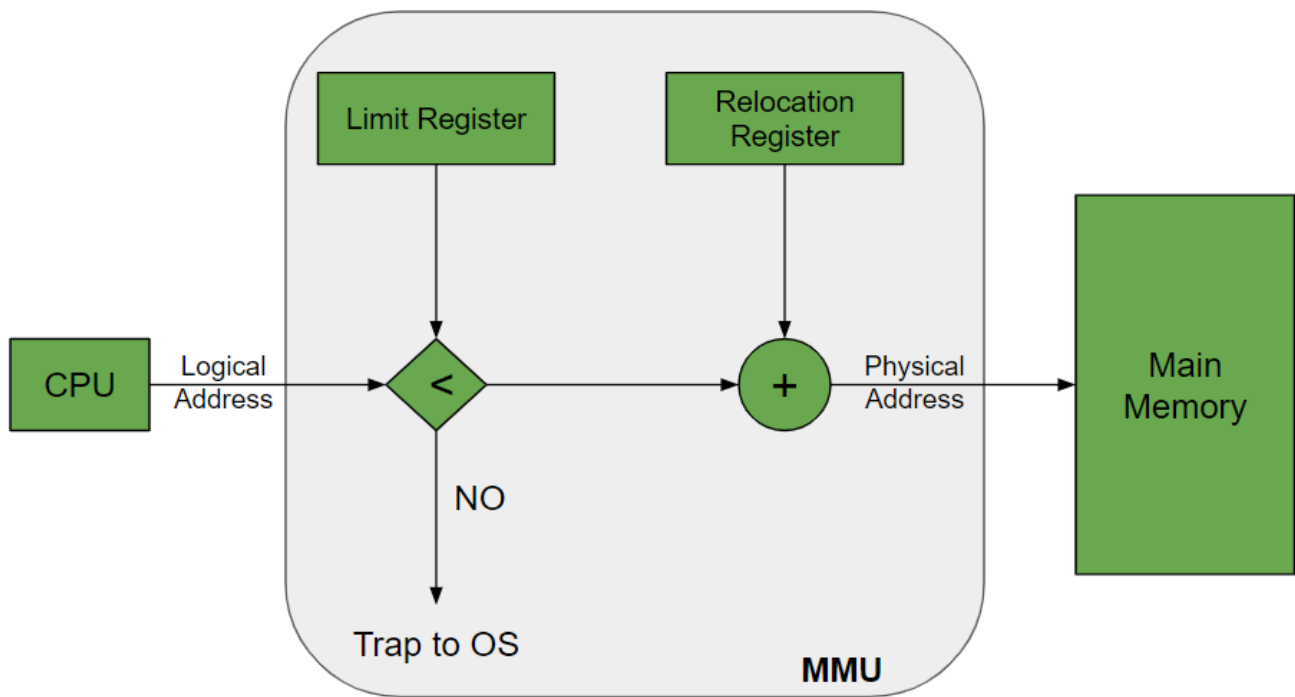 Limit Register
Relocation
Register
CPU
Logical
Address
<
+
Physical
Address
Main
Memory
NO
Trap to OS
MMU